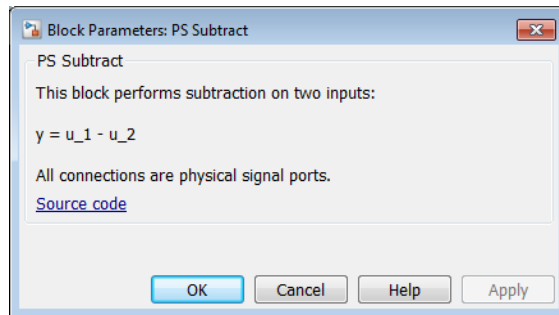 Block Parameters: PS Subtract
PS Subtract
This block performs subtraction on two inputs:
y = u_1 - u_2
All connections are physical signal ports.
Source code
OK Cancel Help Apply